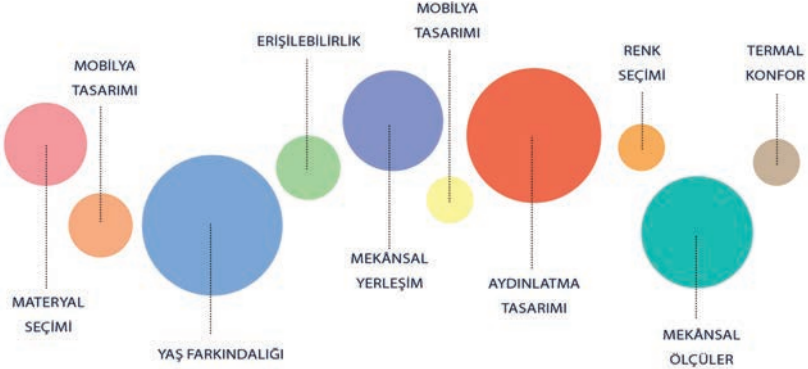 MOBİLYA
TASARIMI
ERİŞİLEBİLİRLİK
MOBİLYA
TASARIMI
RENK
SEÇİMİ
TERMAL
KONFOR
MATERYAL
SEÇİMİ
YAŞ FARKINDALIĞI
MEKÂNSAL
YERLEŞİM
AYDINLATMA
TASARIMI
MEKÂNSAL
ÖLÇÜLER